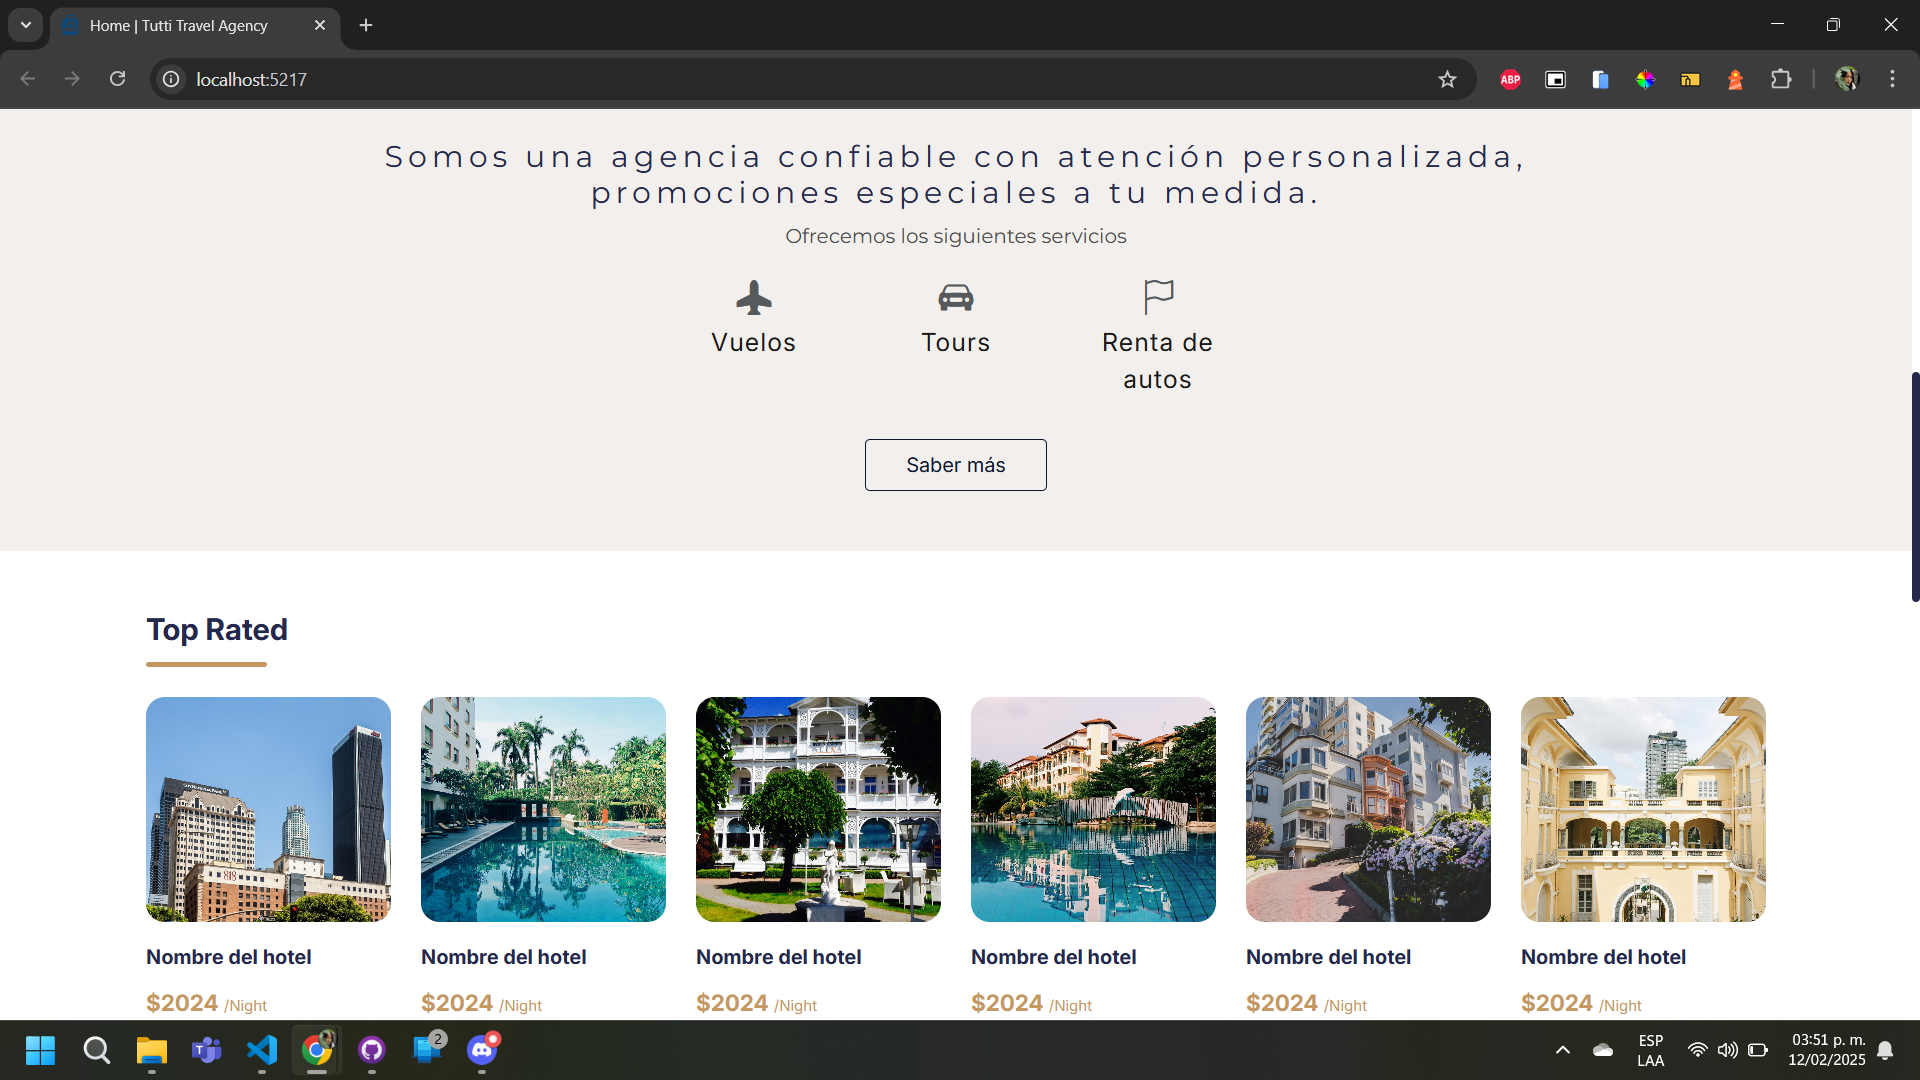 Home | Tutti Travel Agency
localhost:5217
ABP
Somos una agencia confiable con atención personalizada,
promociones especiales a tu medida.
Ofrecemos los siguientes servicios
Vuelos
Tours
Renta de
autos
Saber más
Top Rated
818
Nombre del hotel
Nombre del hotel
Nombre del hotel
Nombre del hotel
Nombre del hotel
Nombre del hotel
$2024 /Night
$2024 /Night
$2024 /Night
$2024 /Night
$2024 /Night
$2024 /Night
2
ESP
LAA
03:51 p. m.
12/02/2025